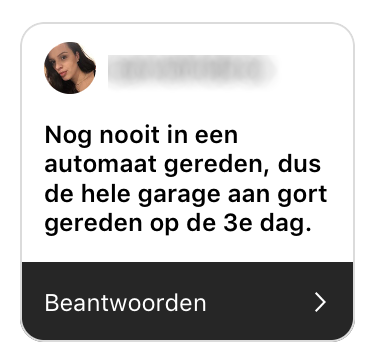 Nog nooit in een
automaat gereden, dus
de hele garage aan gort
gereden op de 3e dag.
Beantwoorden